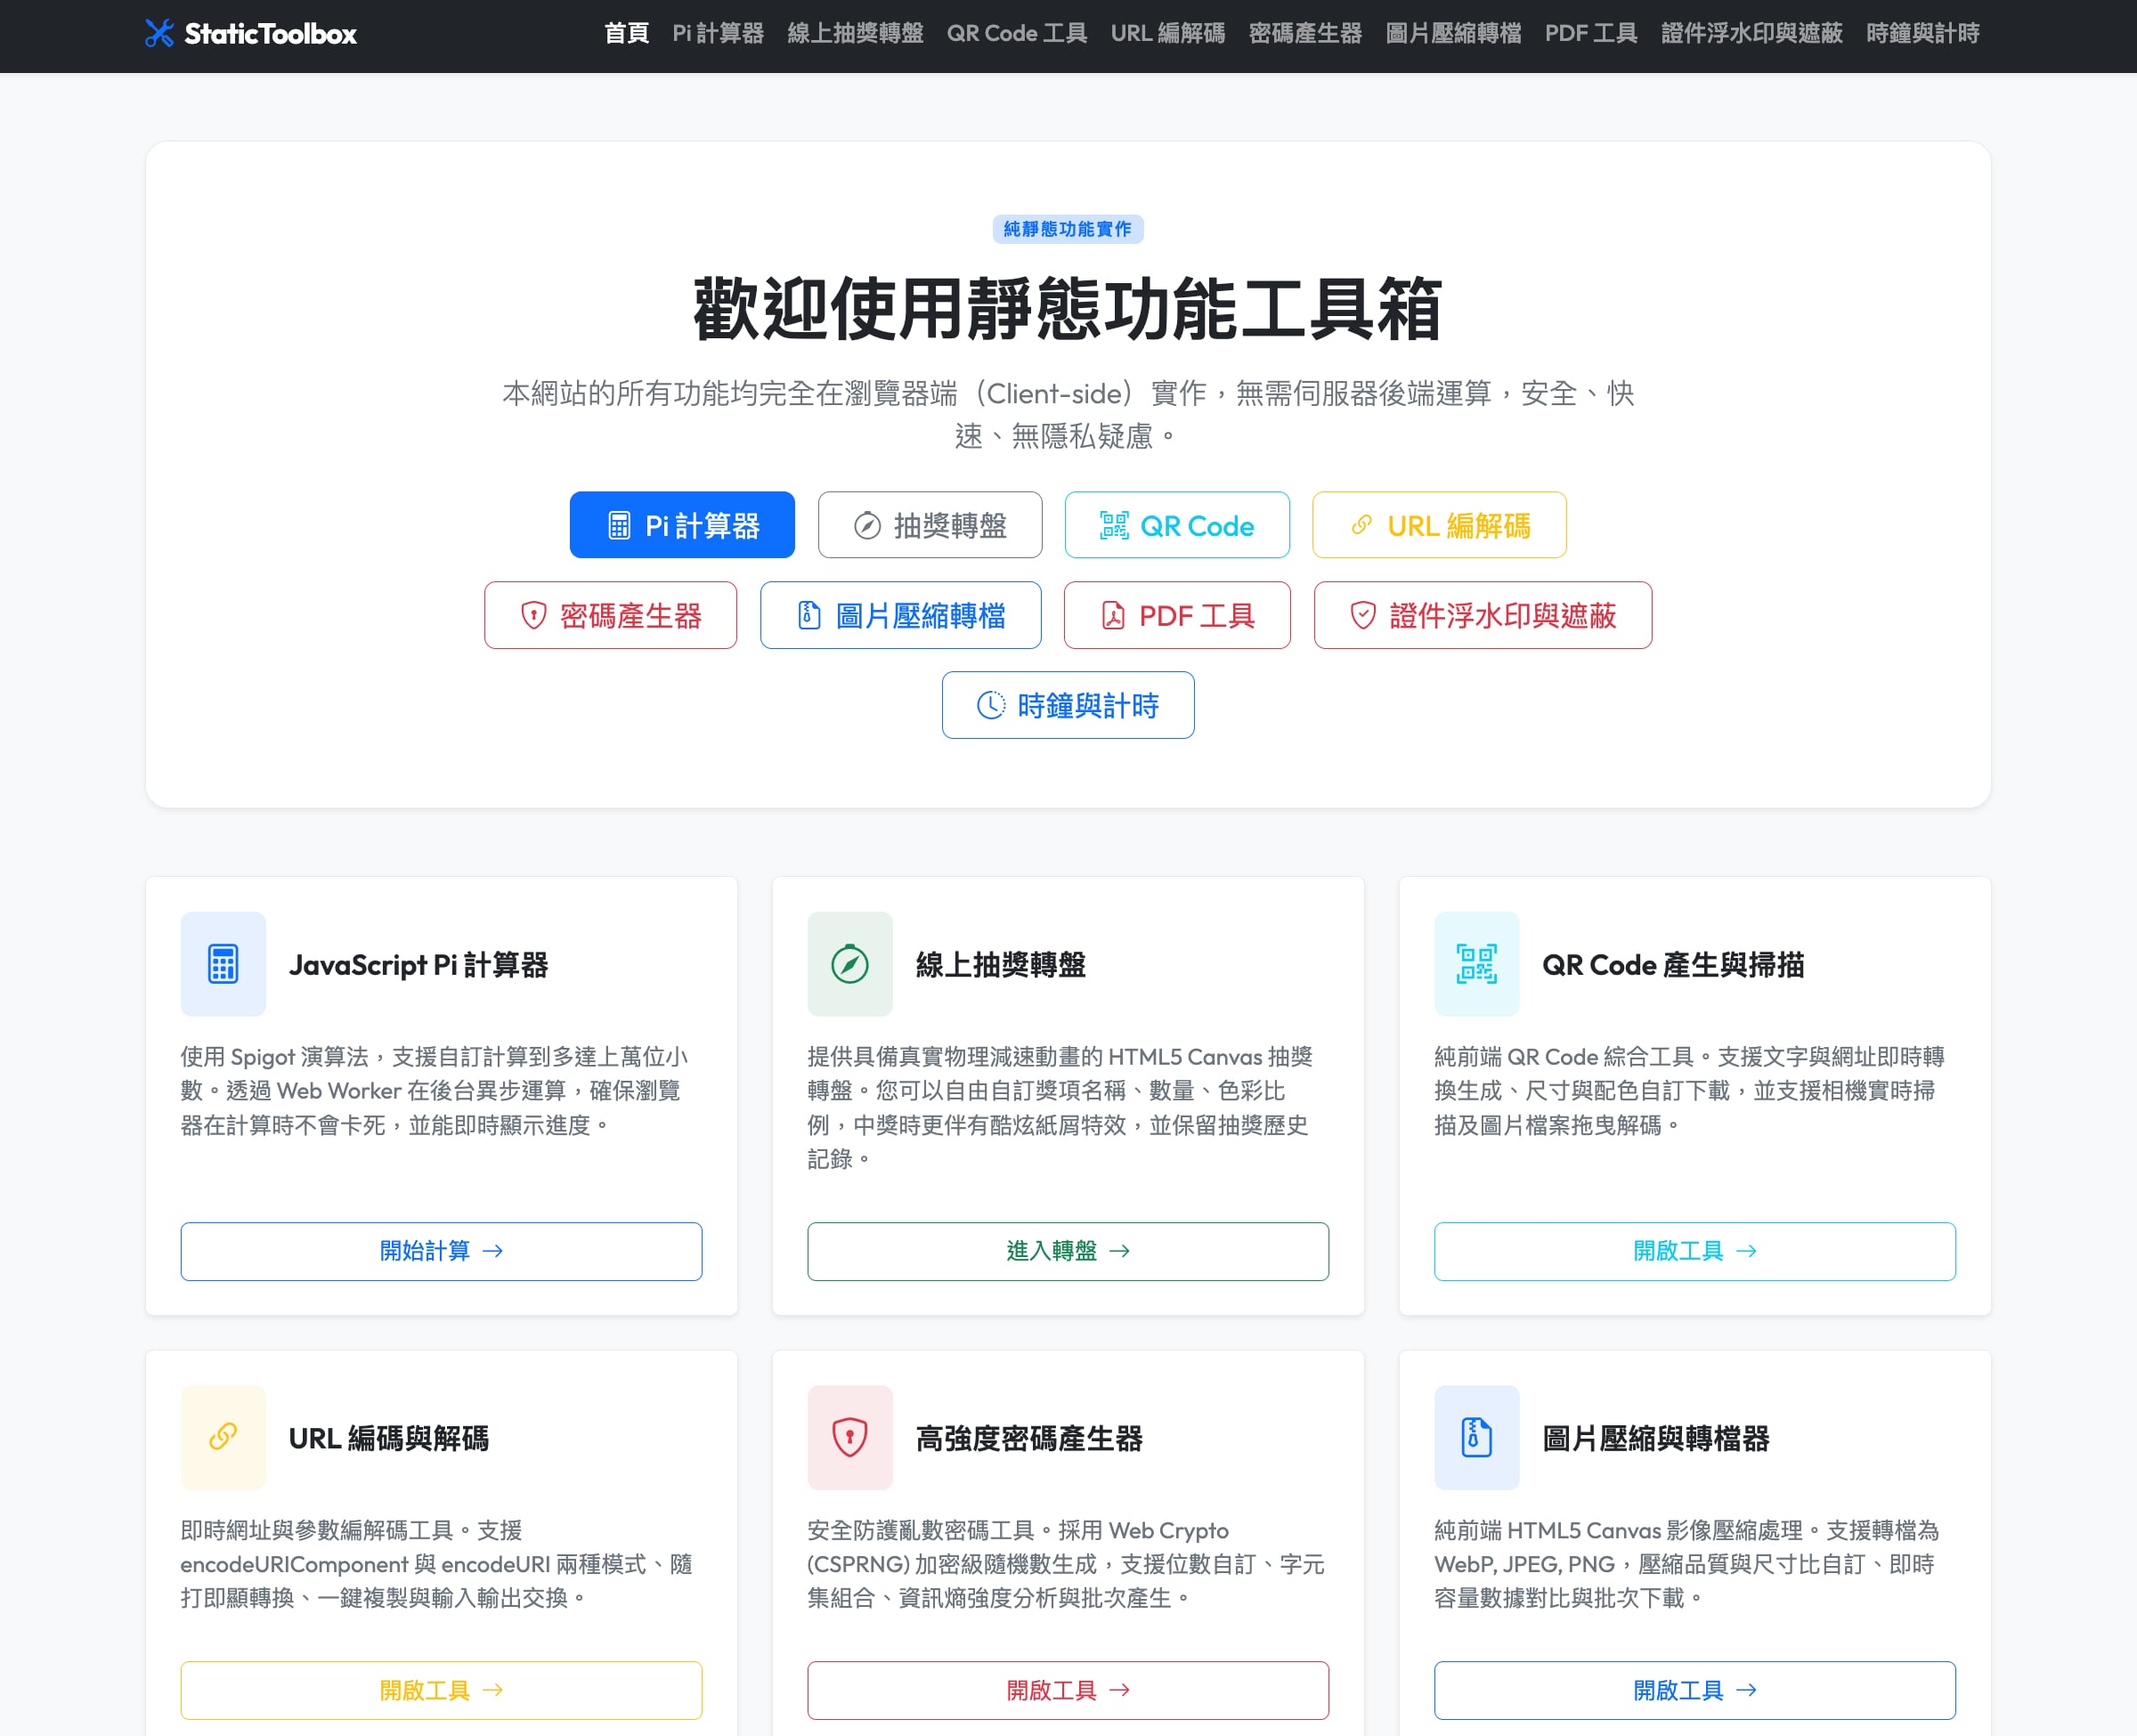 StaticToolbox
首頁 Pi 計算器 線上抽獎轉盤 QR Code 工具 URL 編解碼 密碼產生器 圖片壓縮轉檔 PDF 工具 證件浮水印與遮蔽 時鐘與計時
純靜態功能實作
歡迎使用靜態功能工具箱
本網站的所有功能均完全在瀏覽器端（Client-side）實作，無需伺服器後端運算，安全、快
速、無隱私疑慮。
Pi 計算器 抽獎轉盤 QR Code URL 編解碼
密碼產生器 圖片壓縮轉檔 PDF 工具 證件浮水印與遮蔽
時鐘與計時
JavaScript Pi 計算器
使用 Spigot 演算法，支援自訂計算到多達上萬位小
數。透過 Web Worker 在後台異步運算，確保瀏覽
器在計算時不會卡死，並能即時顯示進度。
開始計算 →
線上抽獎轉盤
提供具備真實物理減速動畫的 HTML5 Canvas 抽獎
轉盤。您可以自由自訂獎項名稱、數量、色彩比
例，中獎時更伴有酷炫紙屑特效，並保留抽獎歷史
記錄。
進入轉盤 →
QR Code 產生與掃描
純前端 QR Code 綜合工具。支援文字與網址即時轉
換生成、尺寸與配色自訂下載，並支援相機實時掃
描及圖片檔案拖曳解碼。
開啟工具 →
URL 編碼與解碼
即時網址與參數編解碼工具。支援
encodeURIComponent 與 encodeURI 兩種模式、隨
打即顯轉換、一鍵複製與輸入輸出交換。
開啟工具 →
高強度密碼產生器
安全防護亂數密碼工具。採用 Web Crypto
(CSPRNG) 加密級隨機數生成，支援位數自訂、字元
集組合、資訊熵強度分析與批次產生。
開啟工具 →
圖片壓縮與轉檔器
純前端 HTML5 Canvas 影像壓縮處理。支援轉檔為
WebP, JPEG, PNG，壓縮品質與尺寸比自訂、即時
容量數據對比與批次下載。
開啟工具 →